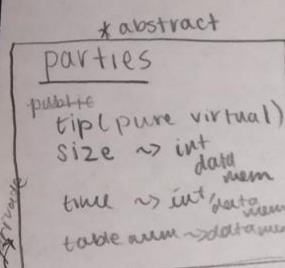 *abstract
parties
public
tip(pure virtual)
size ~> int
data
mem
time ~> int, data
mem
table num ~> data mem